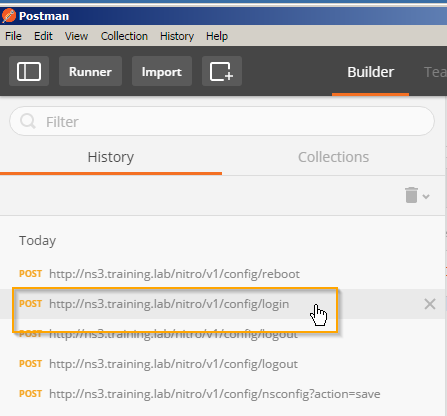 Postman
File Edit View Collection History Help
Runner Import Builder Tea
Filter
History Collections
Today
POST http://ns3.training.lab/nitro/v1/config/reboot
POST http://ns3.training.lab/nitro/v1/config/login
POST http://ns3.training.lab/nitro/v1/config/logout
POST http://ns3.training.lab/nitro/v1/config/logout
POST http://ns3.training.lab/nitro/v1/config/nsconfig?action=save